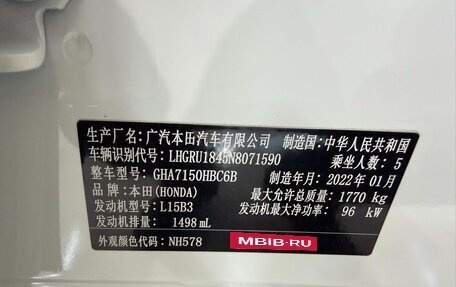 生产厂名：广汽本田汽车有限公司 制造国：中华人民共和国
车辆识别代号：LHGRU1845N8071590 乘坐人数：5
整车型号：GHA7150HBC6B 制造年月：2022年01月
品牌：本田(HONDA) 最大允许总质量：1770 kg
发动机型号：L15B3 发动机最大净功率：96 kW
发动机排量：1498 mL
外观颜色代码：NH578 MBIB·RU